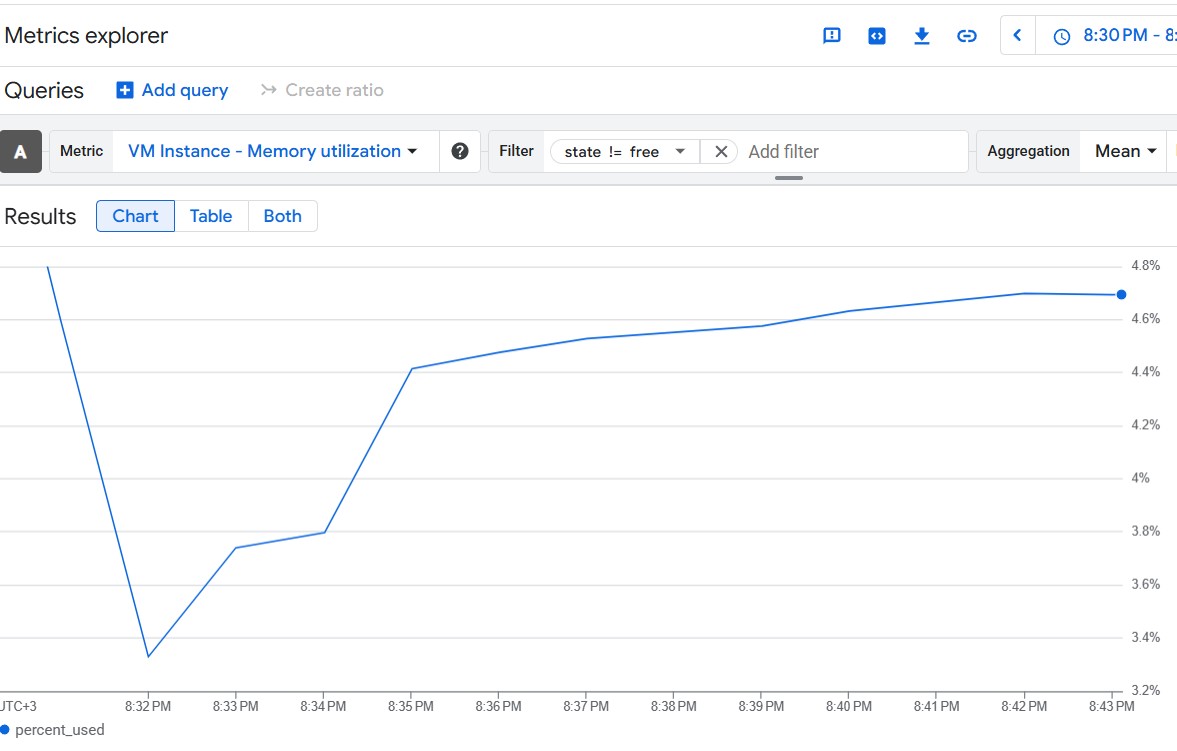 Metrics explorer
8:30 PM - 8:
Queries Add query Create ratio
A Metric VM Instance - Memory utilization Filter state != free Add filter Aggregation Mean
Results Chart Table Both
4.8%
4.6%
4.4%
4.2%
4%
3.8%
3.6%
3.4%
3.2%
UTC+3 8:32 PM 8:33 PM 8:34 PM 8:35 PM 8:36 PM 8:37 PM 8:38 PM 8:39 PM 8:40 PM 8:41 PM 8:42 PM 8:43 PM
percent_used